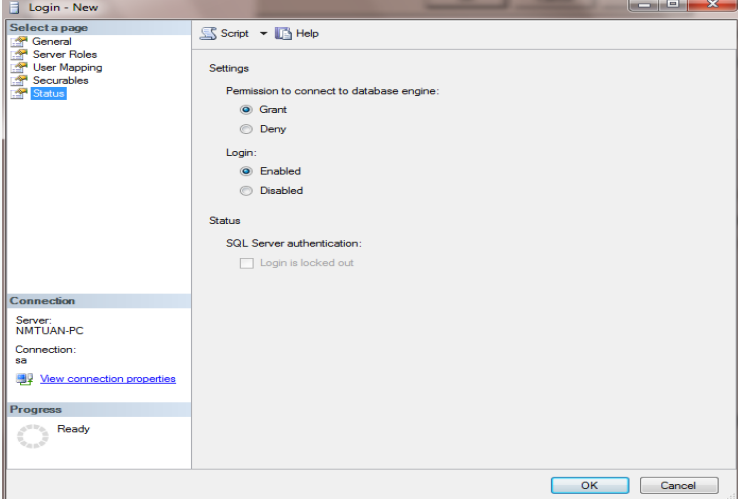 Login - New
Select a page
General
Server Roles
User Mapping
Securables
Status
Script
Help
Settings
Permission to connect to database engine:
Grant
Deny
Login:
Enabled
Disabled
Status
SQL Server authentication:
Login is locked out
Connection
Server:
NMTUAN-PC
Connection:
sa
View connection properties
Progress
Ready
OK
Cancel